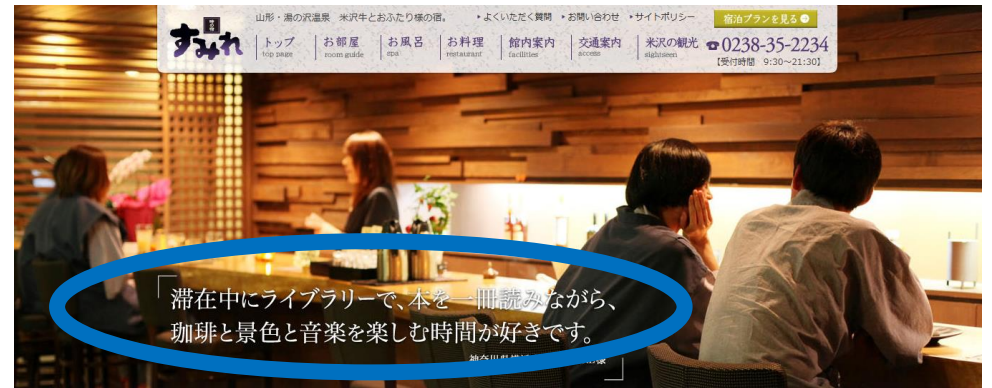 山形・湯の沢温泉 米沢牛とおふたり様の宿。
よくいただく質問
お問い合わせ
サイトポリシー
宿泊プランを見る
すみれ
トップ
top page
お部屋
room guide
お風呂
spa
お料理
restaurant
館内案内
facilities
交通案内
access
米沢の観光
sightseen
0238-35-2234
【受付時間 9:30～21:30】
「滞在中にライブラリーで、本を一冊読みながら、
珈琲と景色と音楽を楽しむ時間が好きです。
様」